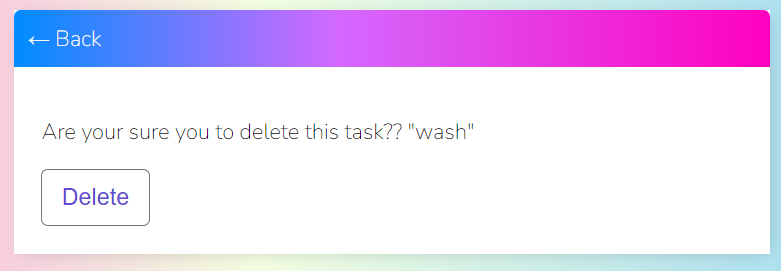 ← Back
Are your sure you to delete this task?? "wash"
Delete